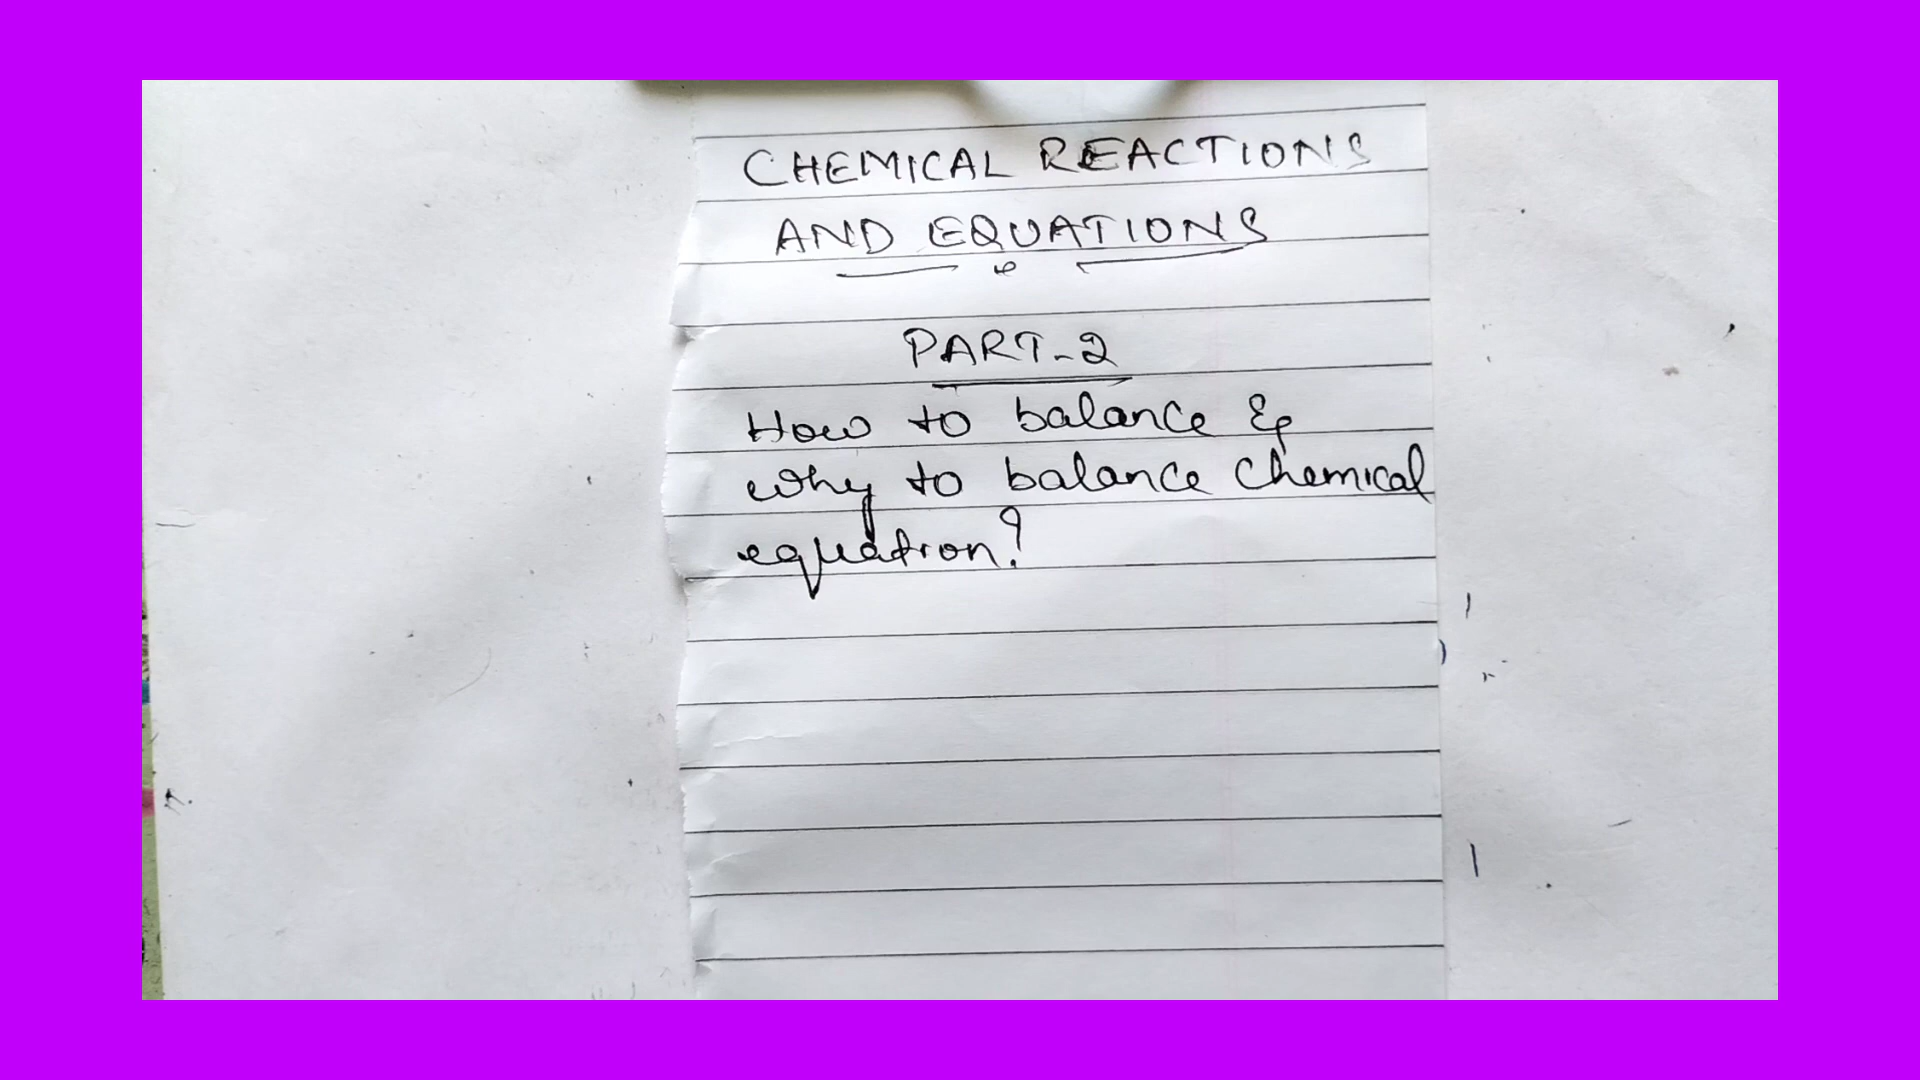 CHEMICAL REACTIONS
AND EQUATIONS
PART-2
How to balance &
why to balance chemical
equation?